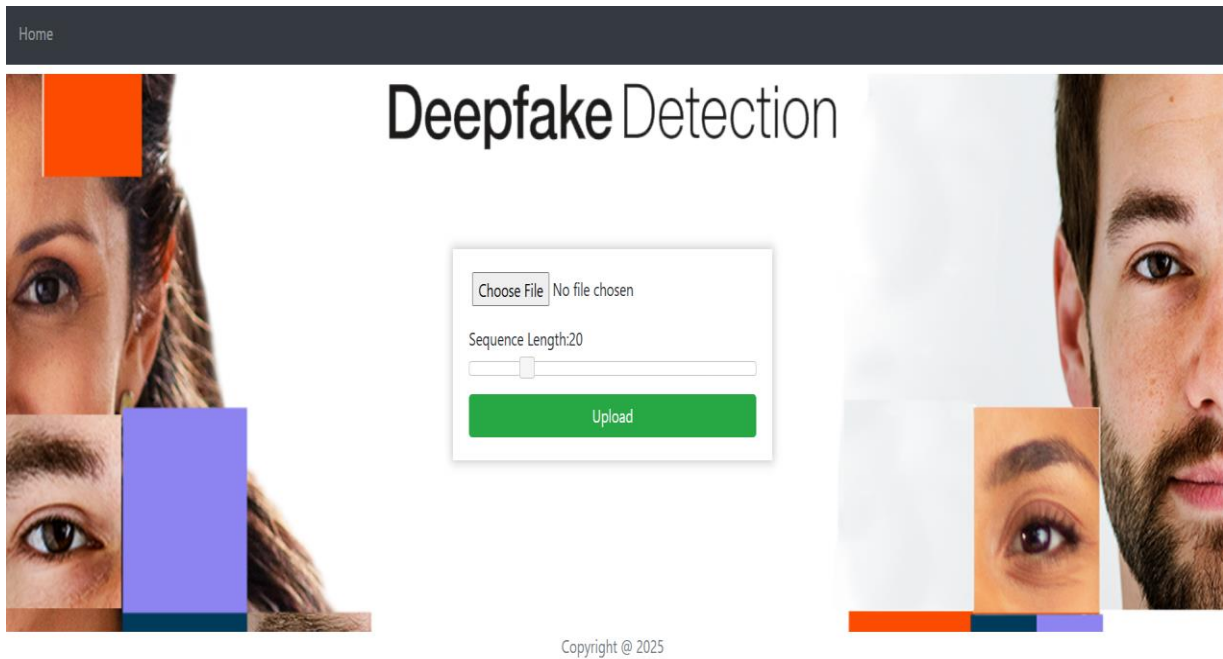 Home
Deepfake Detection
Choose File No file chosen
Sequence Length:20
Upload
Copyright @ 2025